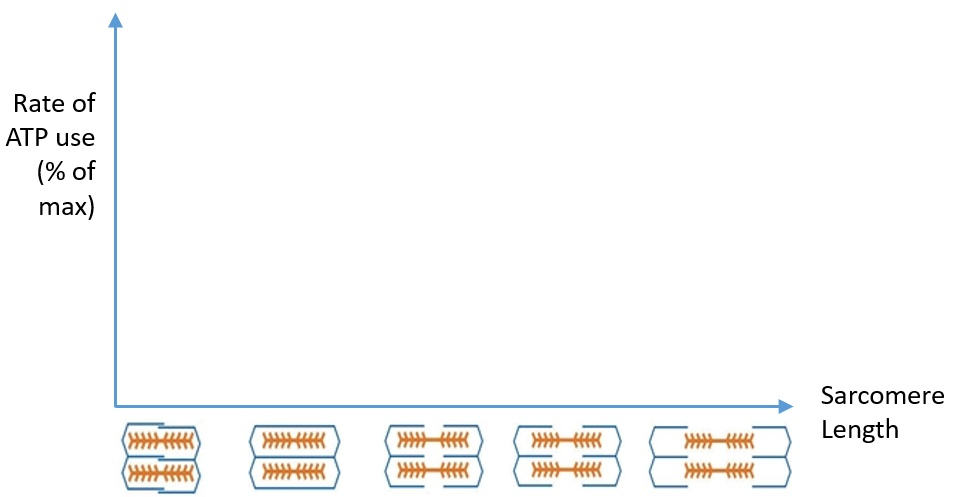 Rate of
ATP use
(% of
max)
Sarcomere
Length